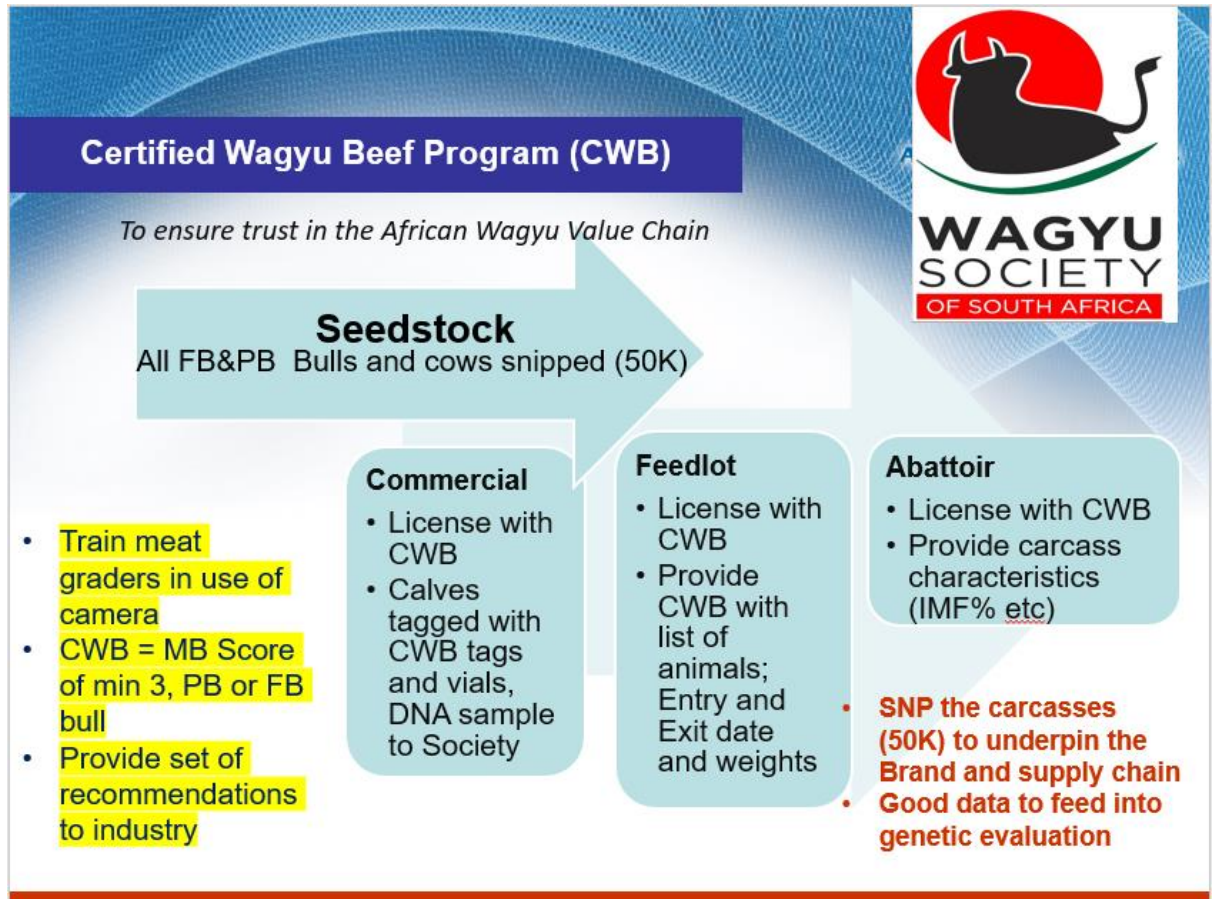 Certified Wagyu Beef Program (CWB)
To ensure trust in the African Wagyu Value Chain
WAGYU
SOCIETY
OF SOUTH AFRICA
Seedstock
All FB&PB Bulls and cows snipped (50K)
• Train meat
graders in use of
camera
• CWB = MB Score
of min 3, PB or FB
bull
• Provide set of
recommendations
to industry
Commercial
• License with
CWB
• Calves
tagged with
CWB tags
and vials,
DNA sample
to Society
Feedlot
• License with
CWB
• Provide
CWB with
list of
animals;
Entry and
Exit date
and weights
Abattoir
• License with CWB
• Provide carcass
characteristics
(IMF% etc)
• SNP the carcasses
(50K) to underpin the
Brand and supply chain
• Good data to feed into
genetic evaluation